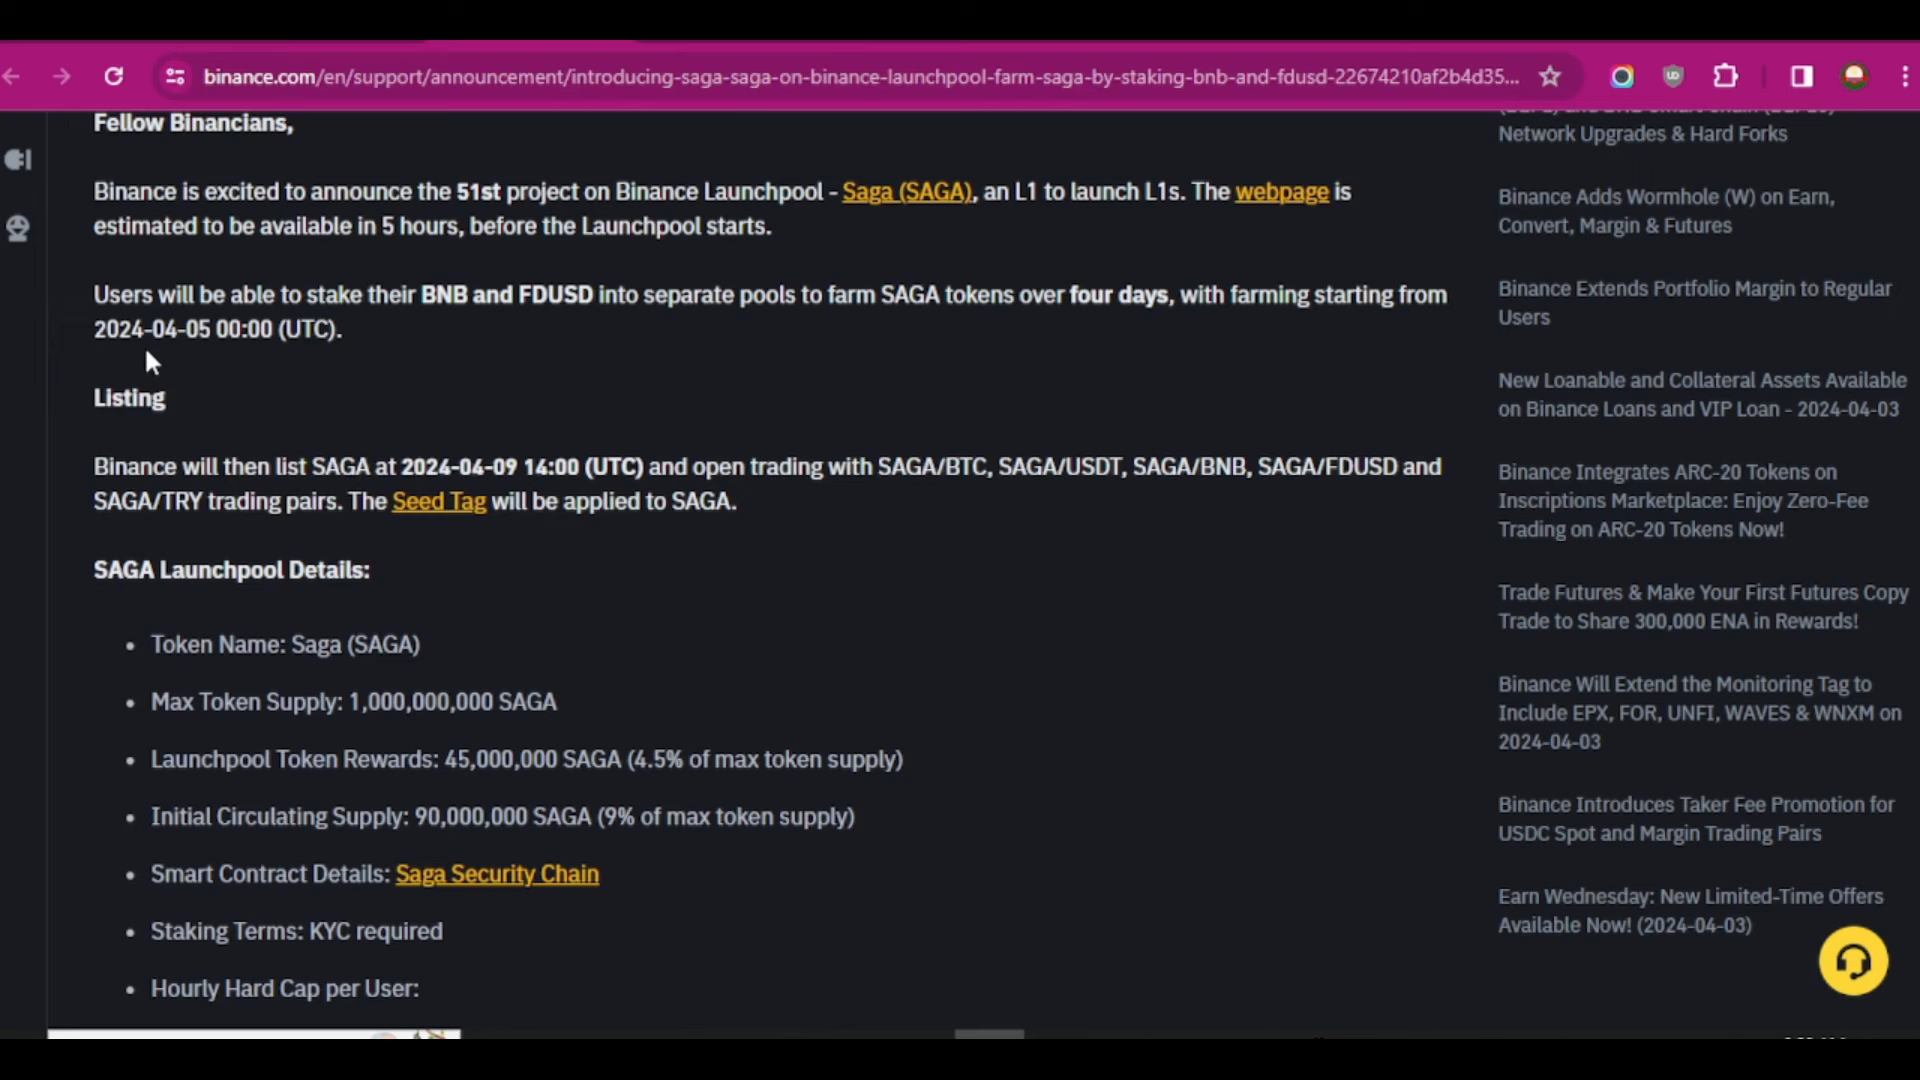 binance.com/en/support/announcement/introducing-saga-saga-on-binance-launchpool-farm-saga-by-staking-bnb-and-fdusd-22674210af2b4d35...
Fellow Binancians,
Binance is excited to announce the 51st project on Binance Launchpool - Saga (SAGA), an L1 to launch L1s. The webpage is
estimated to be available in 5 hours, before the Launchpool starts.
Users will be able to stake their BNB and FDUSD into separate pools to farm SAGA tokens over four days, with farming starting from
2024-04-05 00:00 (UTC).
Listing
Binance will then list SAGA at 2024-04-09 14:00 (UTC) and open trading with SAGA/BTC, SAGA/USDT, SAGA/BNB, SAGA/FDUSD and
SAGA/TRY trading pairs. The Seed Tag will be applied to SAGA.
SAGA Launchpool Details:
• Token Name: Saga (SAGA)
• Max Token Supply: 1,000,000,000 SAGA
• Launchpool Token Rewards: 45,000,000 SAGA (4.5% of max token supply)
• Initial Circulating Supply: 90,000,000 SAGA (9% of max token supply)
• Smart Contract Details: Saga Security Chain
• Staking Terms: KYC required
• Hourly Hard Cap per User:
Network Upgrades & Hard Forks
Binance Adds Wormhole (W) on Earn,
Convert, Margin & Futures
Binance Extends Portfolio Margin to Regular
Users
New Loanable and Collateral Assets Available
on Binance Loans and VIP Loan - 2024-04-03
Binance Integrates ARC-20 Tokens on
Inscriptions Marketplace: Enjoy Zero-Fee
Trading on ARC-20 Tokens Now!
Trade Futures & Make Your First Futures Copy
Trade to Share 300,000 ENA in Rewards!
Binance Will Extend the Monitoring Tag to
Include EPX, FOR, UNFI, WAVES & WNXM on
2024-04-03
Binance Introduces Taker Fee Promotion for
USDC Spot and Margin Trading Pairs
Earn Wednesday: New Limited-Time Offers
Available Now! (2024-04-03)